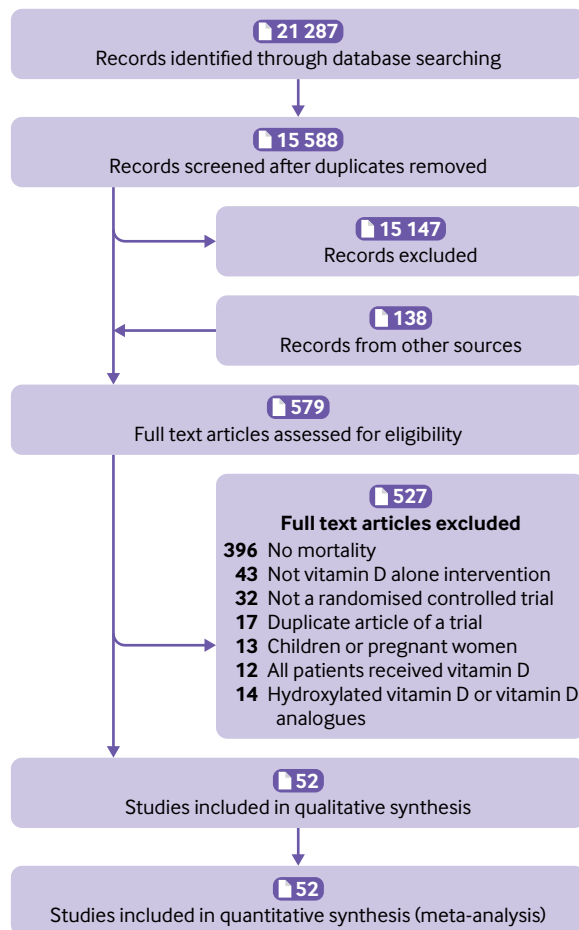 21 287
Records identified through database searching
15 588
Records screened after duplicates removed
15 147
Records excluded
138
Records from other sources
579
Full text articles assessed for eligibility
527
Full text articles excluded
396 No mortality
43 Not vitamin D alone intervention
32 Not a randomised controlled trial
17 Duplicate article of a trial
13 Children or pregnant women
12 All patients received vitamin D
14 Hydroxylated vitamin D or vitamin D
analogues
52
Studies included in qualitative synthesis
52
Studies included in quantitative synthesis (meta-analysis)